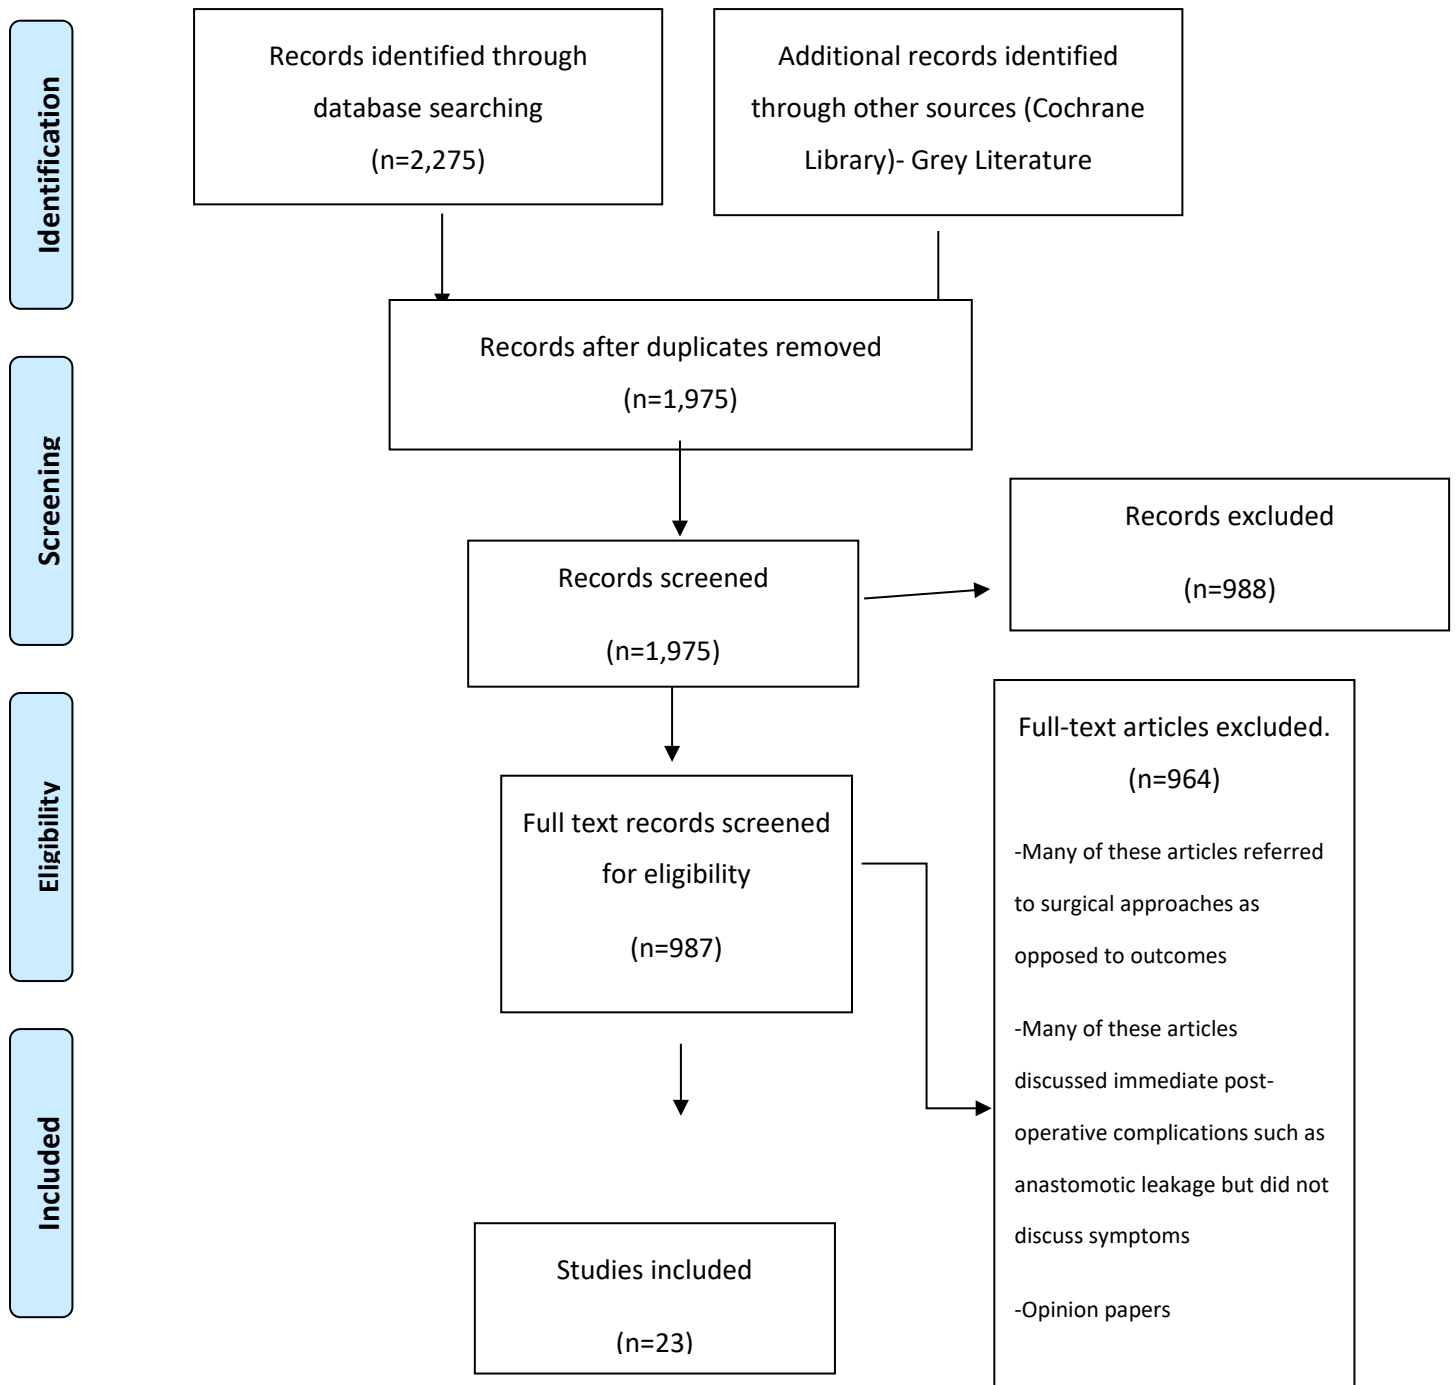 Identification
Records identified through
database searching
(n=2,275)
Additional records identified
through other sources (Cochrane
Library)- Grey Literature
Records after duplicates removed
(n=1,975)
Screening
Records screened
(n=1,975)
Records excluded
(n=988)
Eligibility
Full text records screened
for eligibility
(n=987)
Full-text articles excluded.
(n=964)
-Many of these articles referred
to surgical approaches as
opposed to outcomes
-Many of these articles
discussed immediate post-
operative complications such as
anastomotic leakage but did not
discuss symptoms
-Opinion papers
Included
Studies included
(n=23)